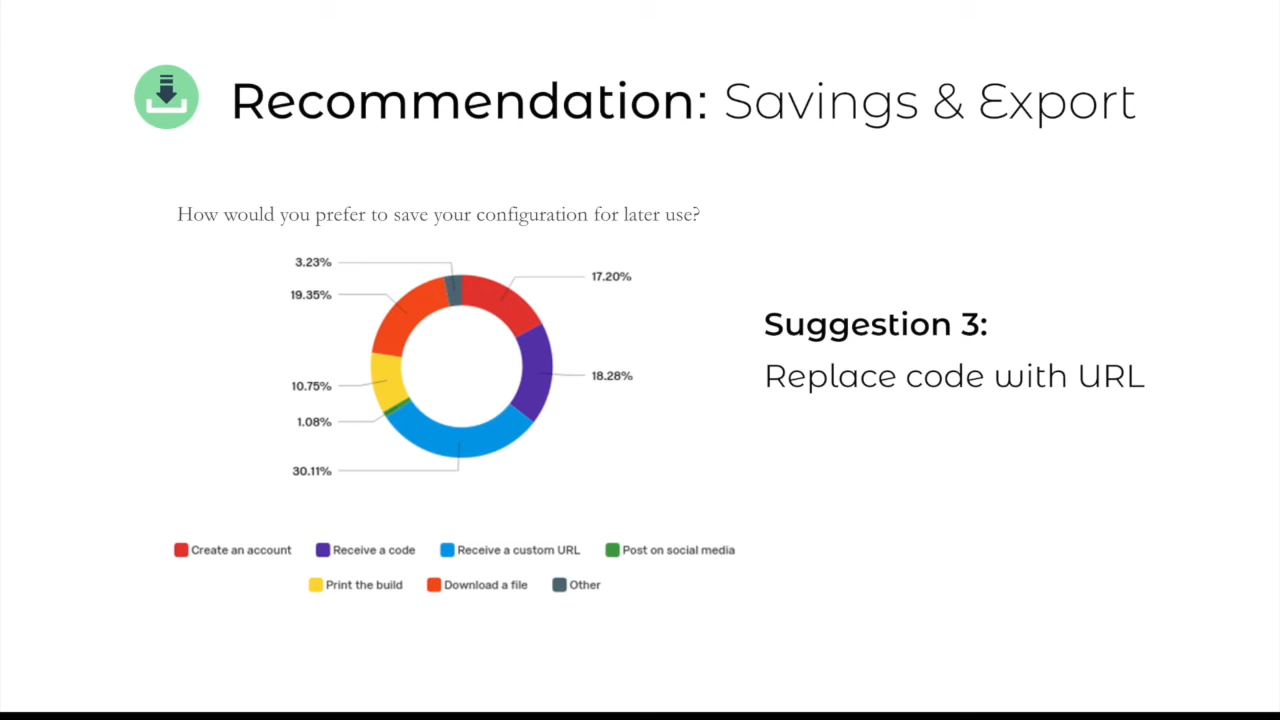 Recommendation: Savings & Export
How would you prefer to save your configuration for later use?
3.23%
17.20%
19.35%
Suggestion 3:
18.28%
Replace code with URL
10.75%
1.08%
30.11%
Create an account Receive a code Receive a custom URL Post on social media
Print the build Download a file Other